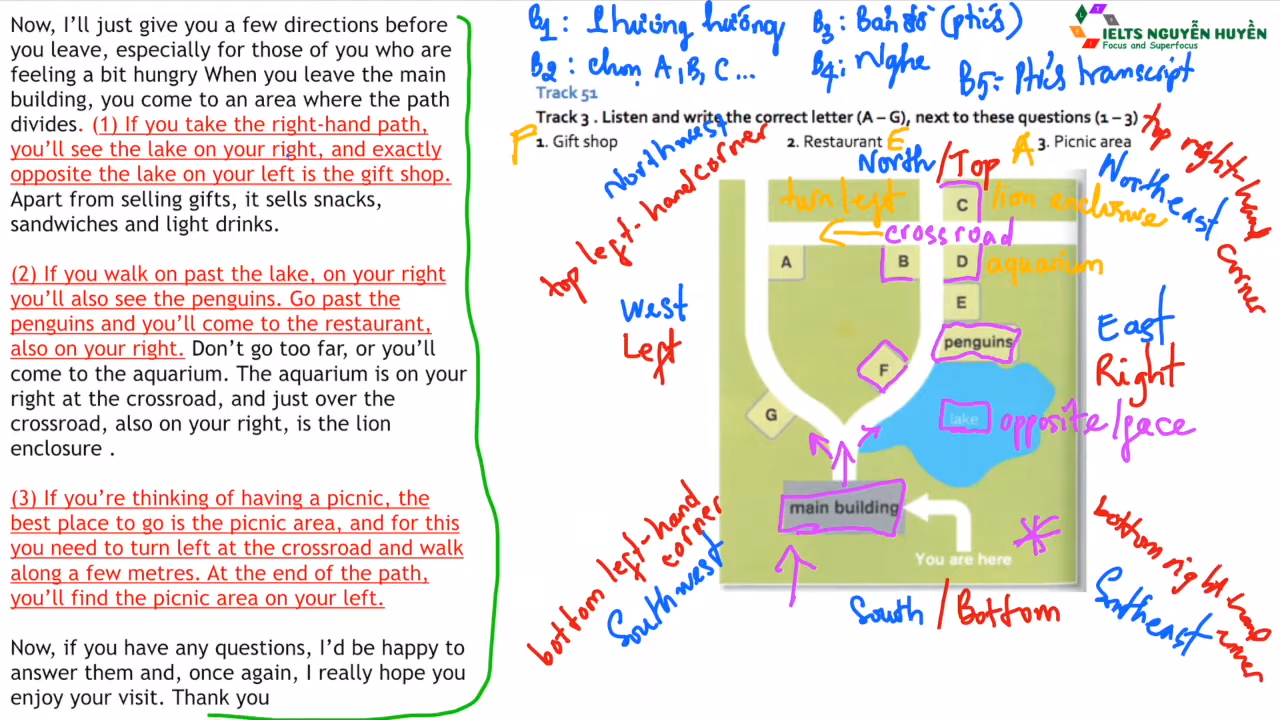 Now, I'll just give you a few directions before
you leave, especially for those of you who are
feeling a bit hungry When you leave the main
building, you come to an area where the path
divides. (1) If you take the right-hand path,
you'll see the lake on your right, and exactly
opposite the lake on your left is the gift shop.
Apart from selling gifts, it sells snacks,
sandwiches and light drinks.
(2) If you walk on past the lake, on your right
you'll also see the penguins. Go past the
penguins and you'll come to the restaurant,
also on your right. Don't go too far, or you'll
come to the aquarium. The aquarium is on your
right at the crossroad, and just over the
crossroad, also on your right, is the lion
enclosure .
(3) If you're thinking of having a picnic, the
best place to go is the picnic area, and for this
you need to turn left at the crossroad and walk
along a few metres. At the end of the path,
you'll find the picnic area on your left.
Now, if you have any questions, I'd be happy to
answer them and, once again, I really hope you
enjoy your visit. Thank you
B1: phương hướng
B2: chọn A, B, C ...
B3: Bản đồ (ptích)
B4: Nghe
B5: Ptích transcript
IELTS NGUYỄN HUYỀN
Focus and Superfocus
Track 51
Track 3 . Listen and write the correct letter (A – G), next to these questions (1 – 3)
F 1. Gift shop
E 2. Restaurant
A 3. Picnic area
Northwest
top left-handcorner
North/Top
top right-hand
corner
Northeast
turn left
C lion enclosure
crossroad
A
B
D aquarium
E
West
Left
East
Right
penguins
F
G
lake opposite/face
main building
You are here
bottom left-hand
corner
Southwest
South/Bottom
bottom right hand
corner
Southeast